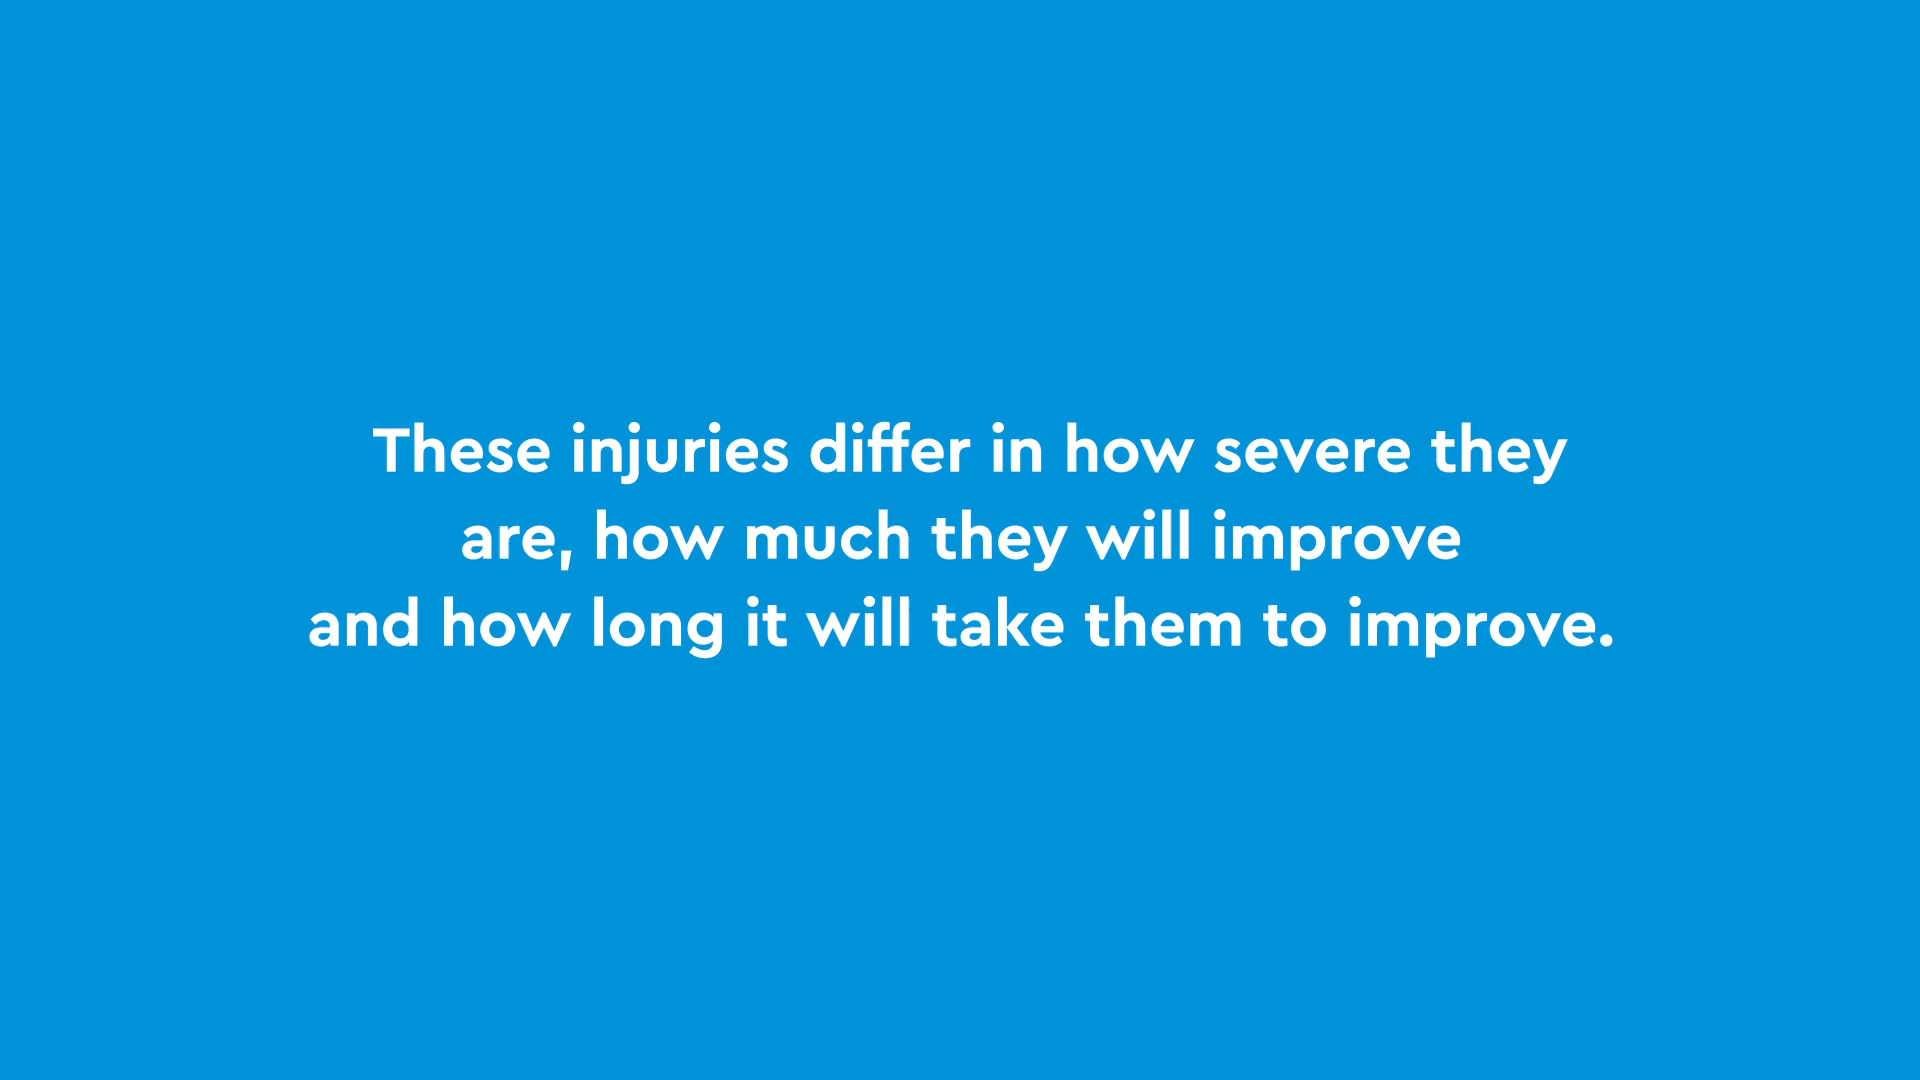 These injuries differ in how severe they
are, how much they will improve
and how long it will take them to improve.